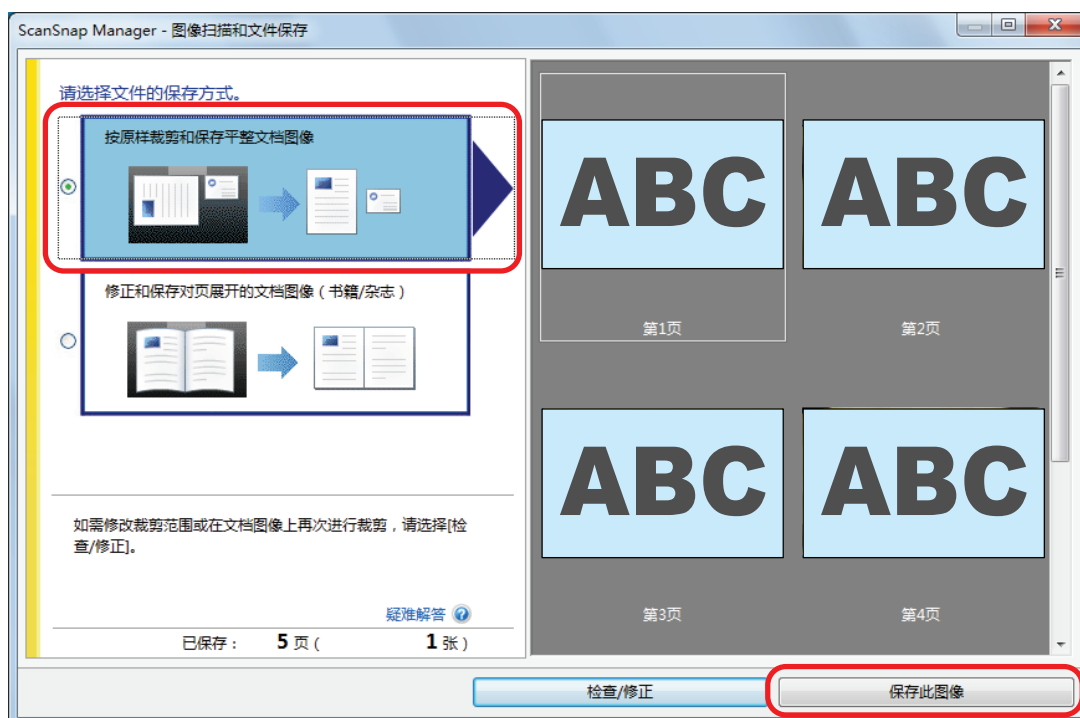 ScanSnap Manager - 图像扫描和文件保存
请选择文件的保存方式。
按原样裁剪和保存平整文档图像
修正和保存对页展开的文档图像（书籍/杂志）
如需修改裁剪范围或在文档图像上再次进行裁剪，请选择[检
查/修正]。
疑难解答
已保存： 5 页（ 1 张）
ABC
ABC
第1页
第2页
ABC
ABC
第3页
第4页
检查/修正
保存此图像